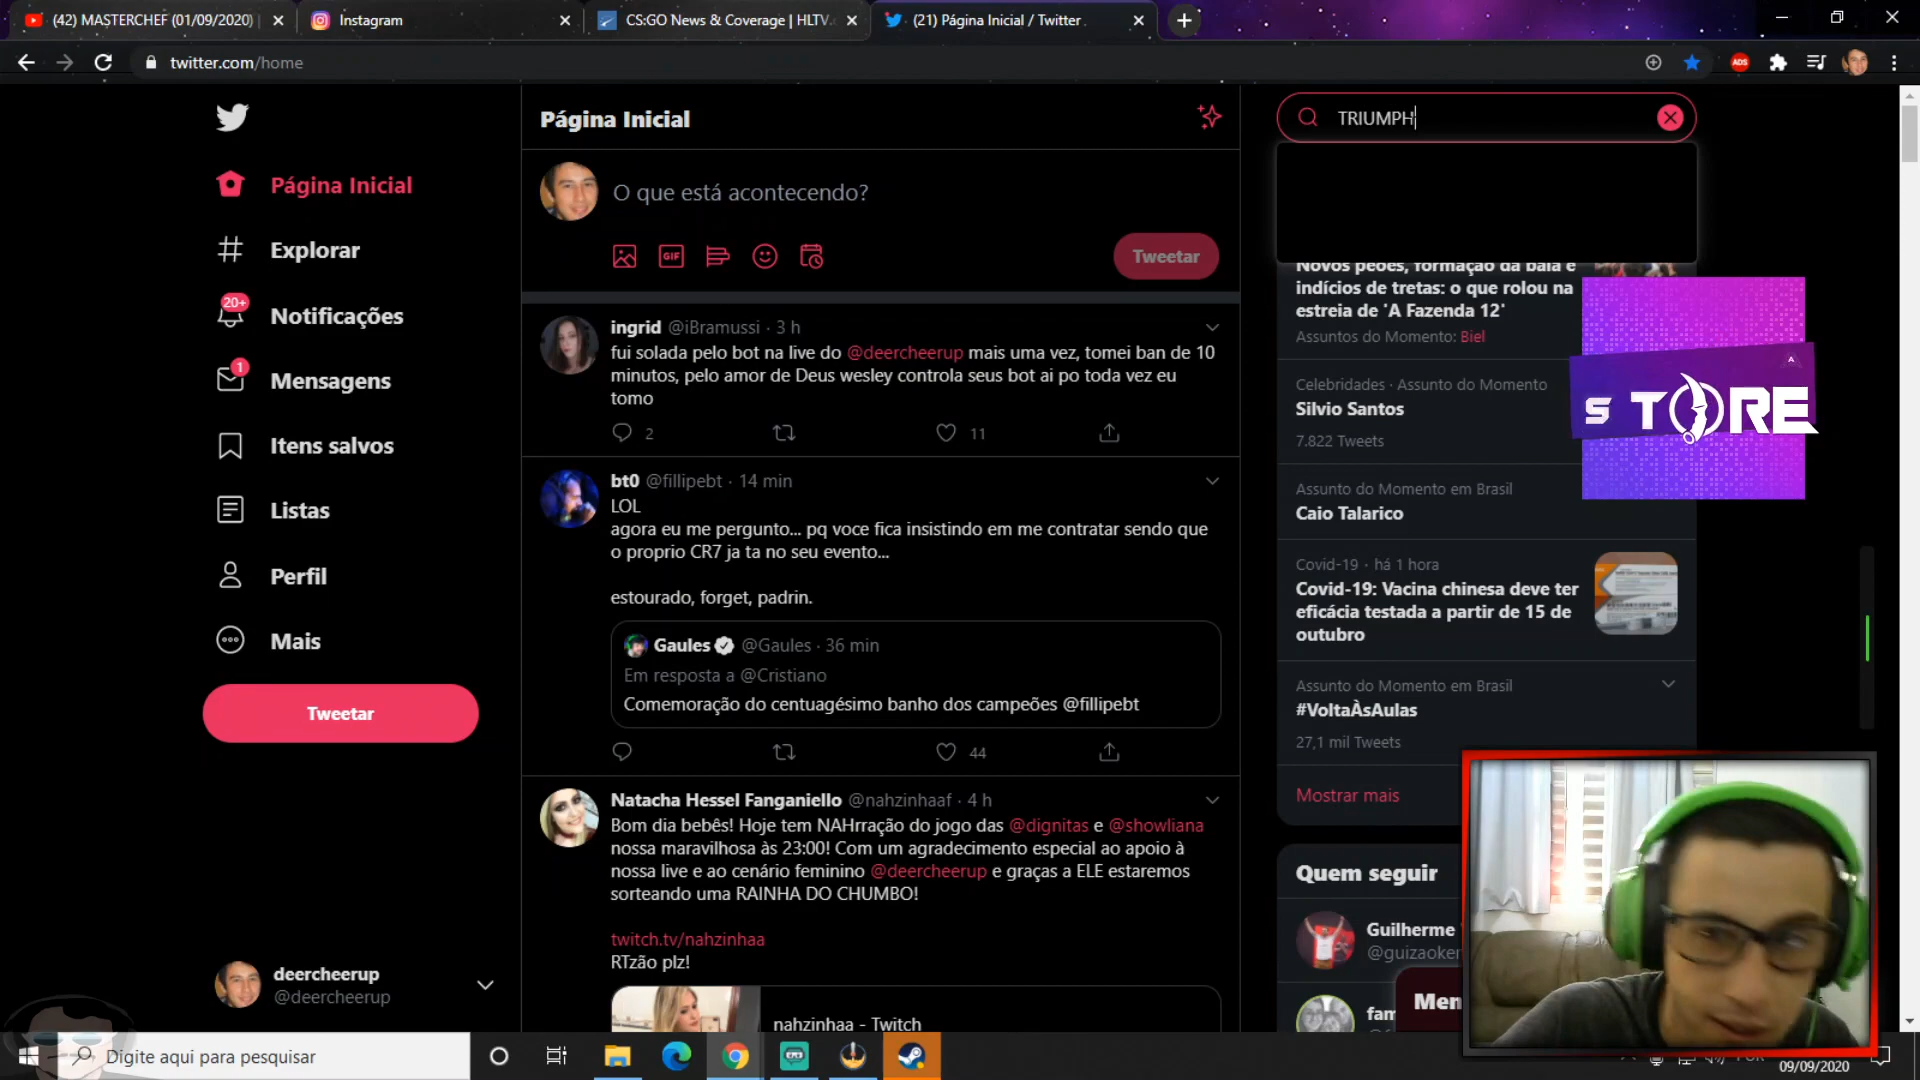 (42) MASTERCHEF (01/09/2020)
Instagram
CS:GO News & Coverage | HLTV.
(21) Página Inicial / Twitter
twitter.com/home
ADS
Página Inicial
Explorar
20+
Notificações
1
Mensagens
Itens salvos
Listas
Perfil
Mais
Tweetar
deercheerup
@deercheerup
Página Inicial
O que está acontecendo?
GIF
Tweetar
ingrid @iBramussi · 3 h
fui solada pelo bot na live do @deercheerup mais uma vez, tomei ban de 10
minutos, pelo amor de Deus wesley controla seus bot ai po toda vez eu
tomo
2 11
bt0 @fillipebt · 14 min
LOL
agora eu me pergunto... pq voce fica insistindo em me contratar sendo que
o proprio CR7 ja ta no seu evento...
estourado, forget, padrin.
Gaules @Gaules · 36 min
Em resposta a @Cristiano
Comemoração do centuagésimo banho dos campeões @fillipebt
44
Natacha Hessel Fanganiello @nahzinhaaf · 4 h
Bom dia bebês! Hoje tem NAHrração do jogo das @dignitas e @showliana
nossa maravilhosa às 23:00! Com um agradecimento especial ao apoio à
nossa live e ao cenário feminino @deercheerup e graças a ELE estaremos
sorteando uma RAINHA DO CHUMBO!
twitch.tv/nahzinhaa
RTzão plz!
nahzinhaa - Twitch
TRIUMPH
Novos peões, formação da baia e
indícios de tretas: o que rolou na
estreia de 'A Fazenda 12'
Assuntos do Momento: Biel
Celebridades · Assunto do Momento
Silvio Santos
7.822 Tweets
Assunto do Momento em Brasil
Caio Talarico
Covid-19 · há 1 hora
Covid-19: Vacina chinesa deve ter
eficácia testada a partir de 15 de
outubro
Assunto do Momento em Brasil
#VoltaÀsAulas
27,1 mil Tweets
Mostrar mais
Quem seguir
Guilherme
@guizaoker
fam
Men
A
STORE
Digite aqui para pesquisar
POR
09/09/2020